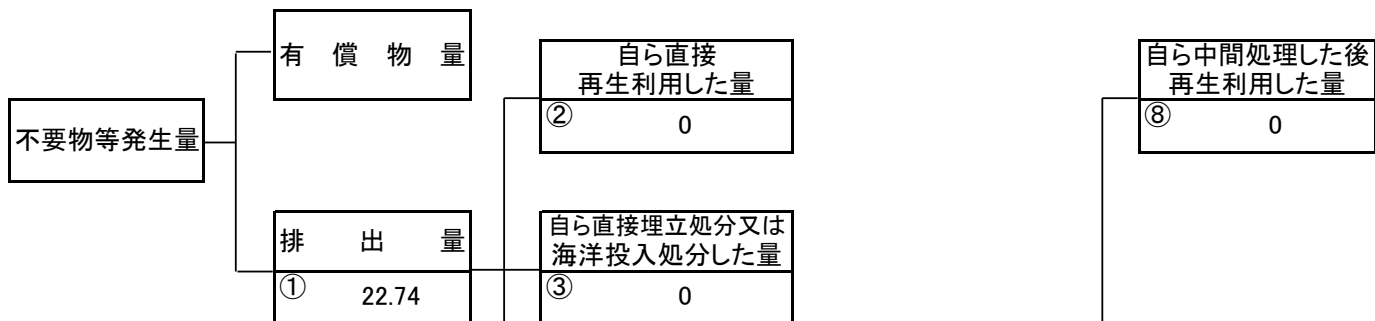 有償物量
自ら直接
再生利用した量
② 0
自ら中間処理した後
再生利用した量
⑧ 0
不要物等発生量
排出量
① 22.74
自ら直接埋立処分又は
海洋投入処分した量
③ 0